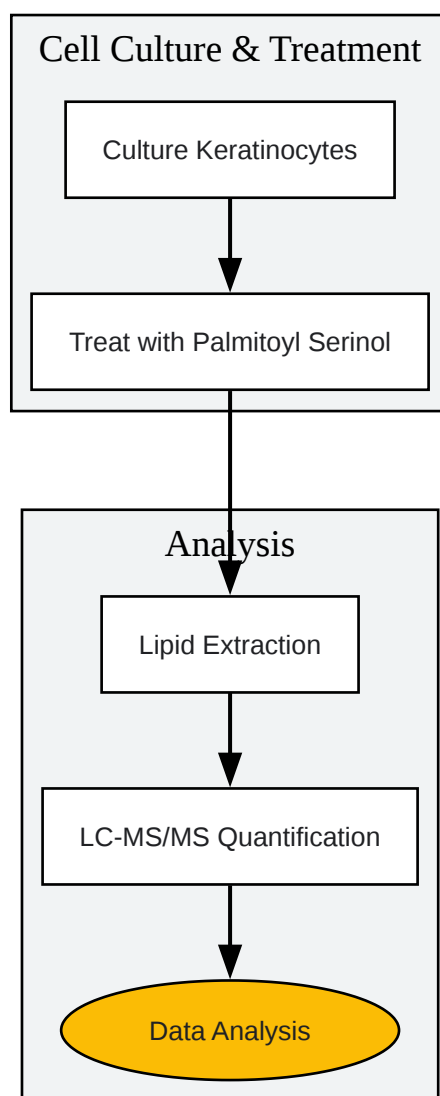 Cell Culture & Treatment
Culture Keratinocytes
Treat with Palmitoyl Serinol
Analysis
Lipid Extraction
LC-MS/MS Quantification
Data Analysis